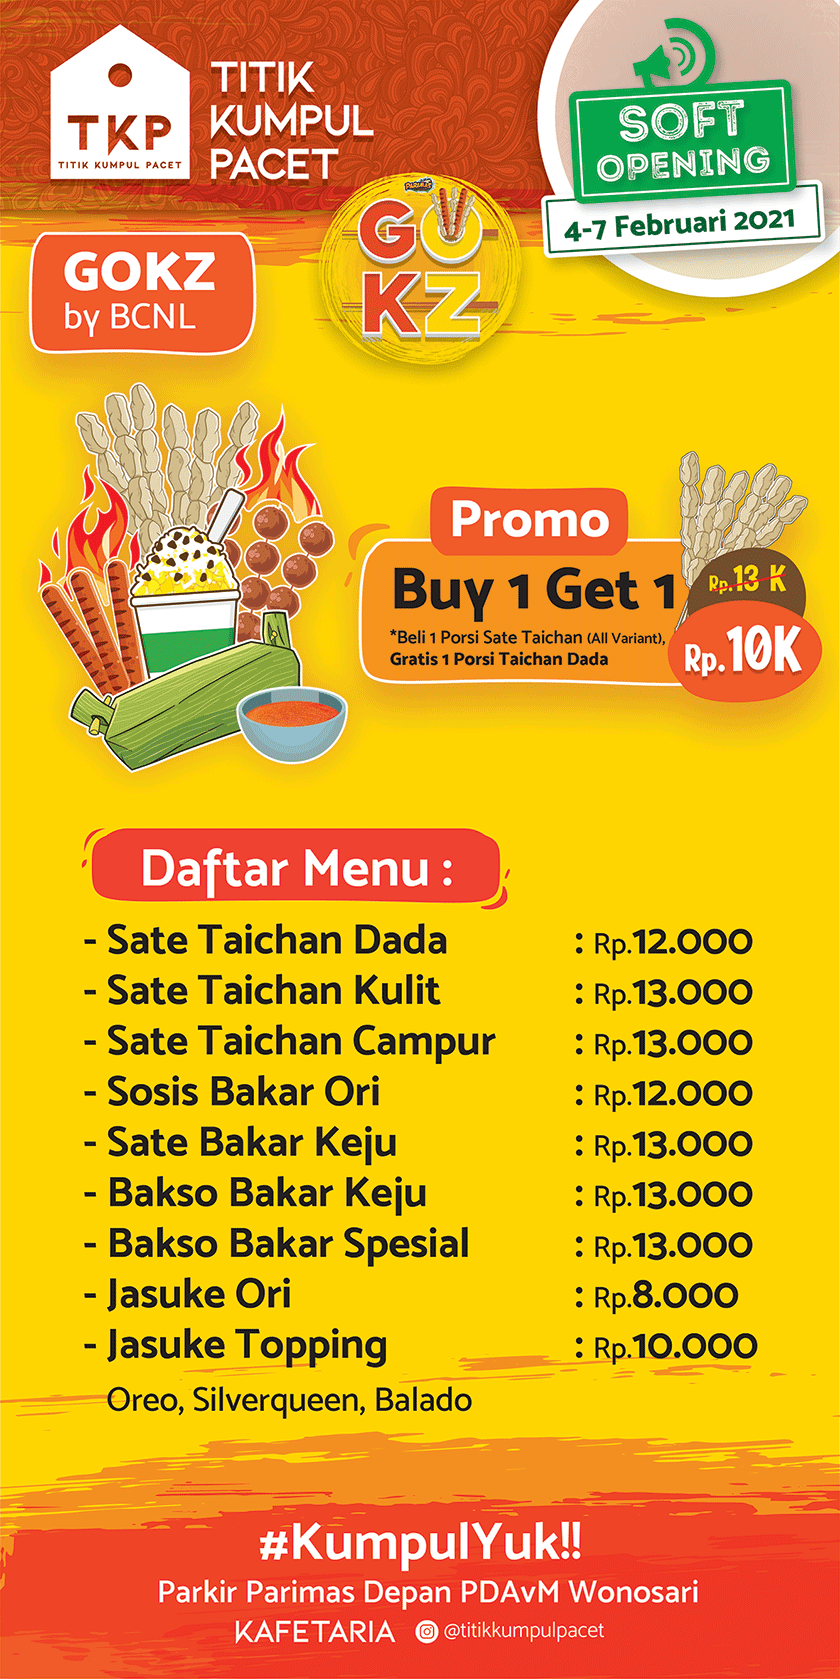 TKP
TITIK KUMPUL PACET
TITIK
KUMPUL
PACET
SOFT
OPENING
4-7 Februari 2021
GOKZ
by BCNL
PARIMAS
GO
KZ
Promo
Buy 1 Get 1
*Beli 1 Porsi Sate Taichan (All Variant),
Gratis 1 Porsi Taichan Dada
Rp.13 K
Rp.10K
Daftar Menu :
- Sate Taichan Dada : Rp.12.000
- Sate Taichan Kulit : Rp.13.000
- Sate Taichan Campur : Rp.13.000
- Sosis Bakar Ori : Rp.12.000
- Sate Bakar Keju : Rp.13.000
- Bakso Bakar Keju : Rp.13.000
- Bakso Bakar Spesial : Rp.13.000
- Jasuke Ori : Rp.8.000
- Jasuke Topping : Rp.10.000
Oreo, Silverqueen, Balado
#KumpulYuk!!
Parkir Parimas Depan PDAvM Wonosari
KAFETARIA @titikkumpulpacet